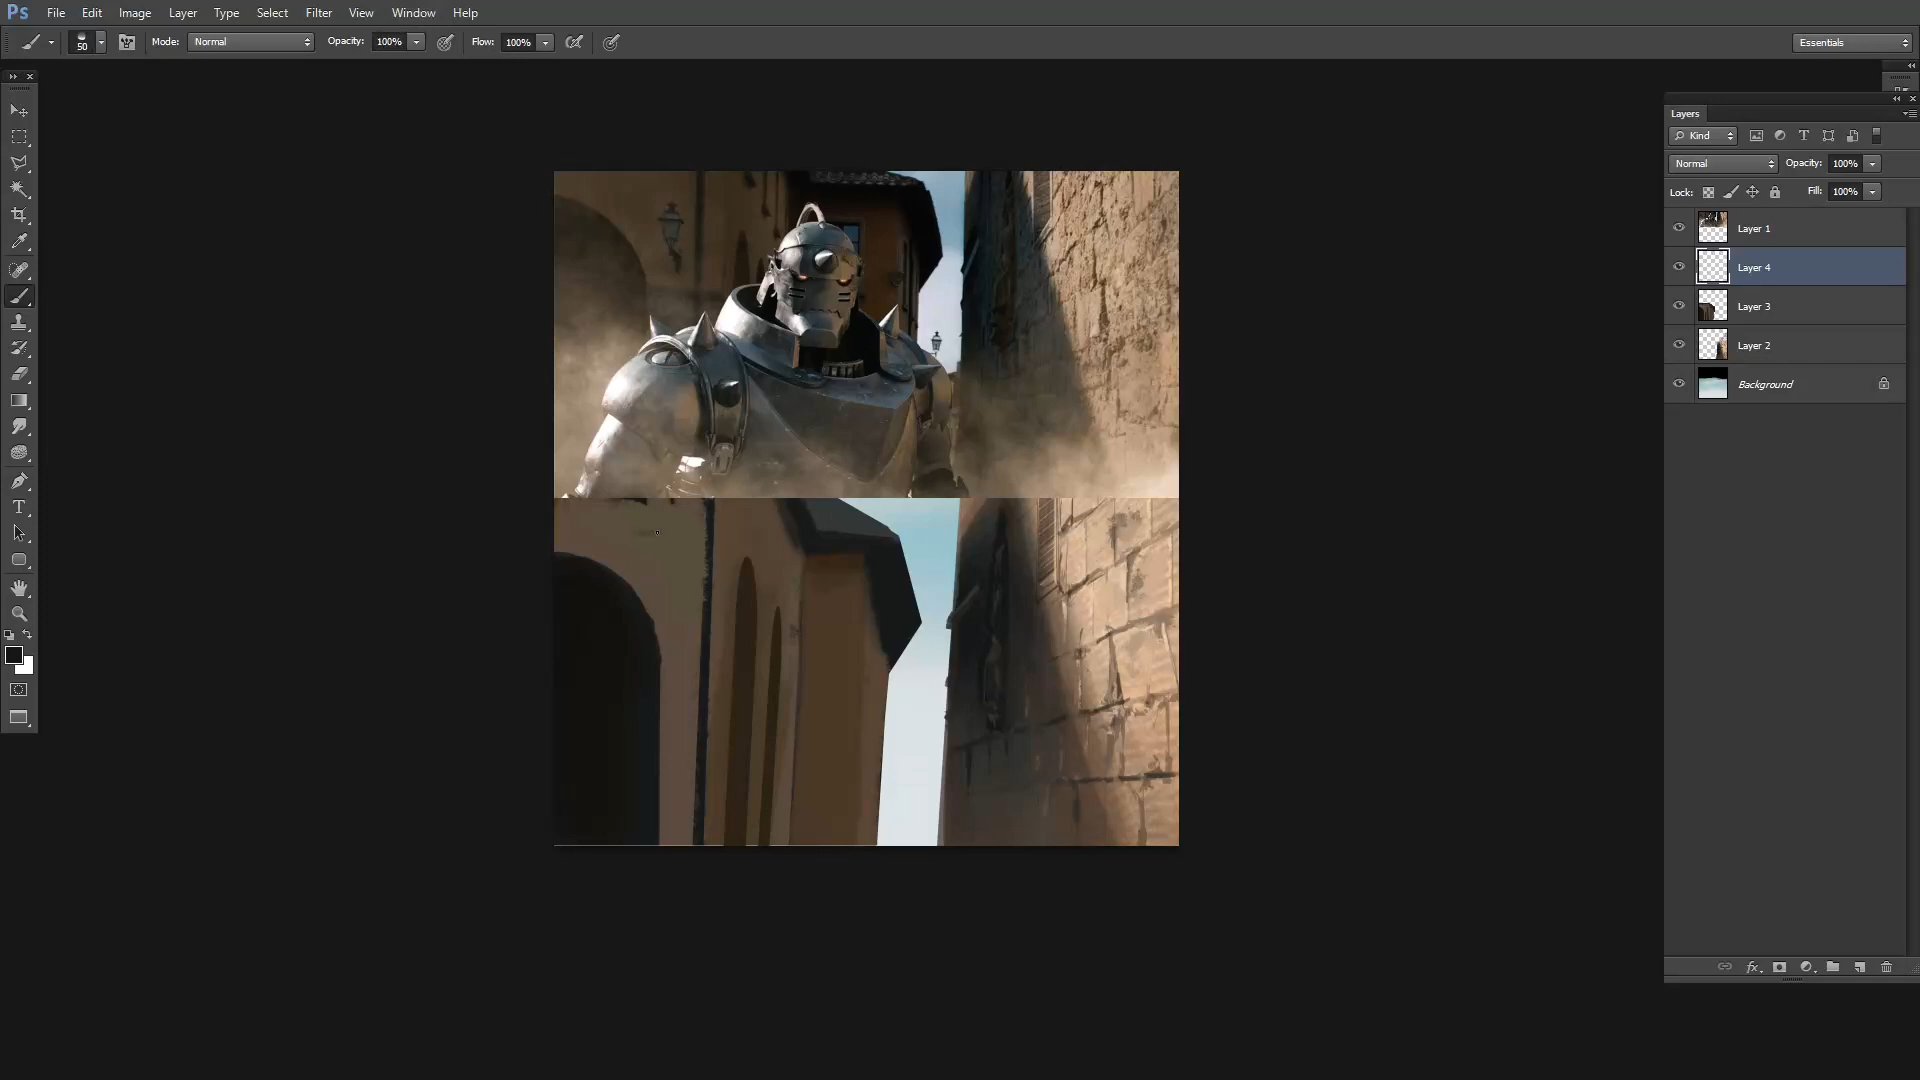 Ps File Edit Image Layer Type Select Filter View Window Help
50 Mode: Normal Opacity: 100% Flow: 100% Essentials
Layers
Kind T
Normal Opacity: 100%
Lock: Fill: 100%
Layer 1
Layer 4
Layer 3
Layer 2
Background
T
fx